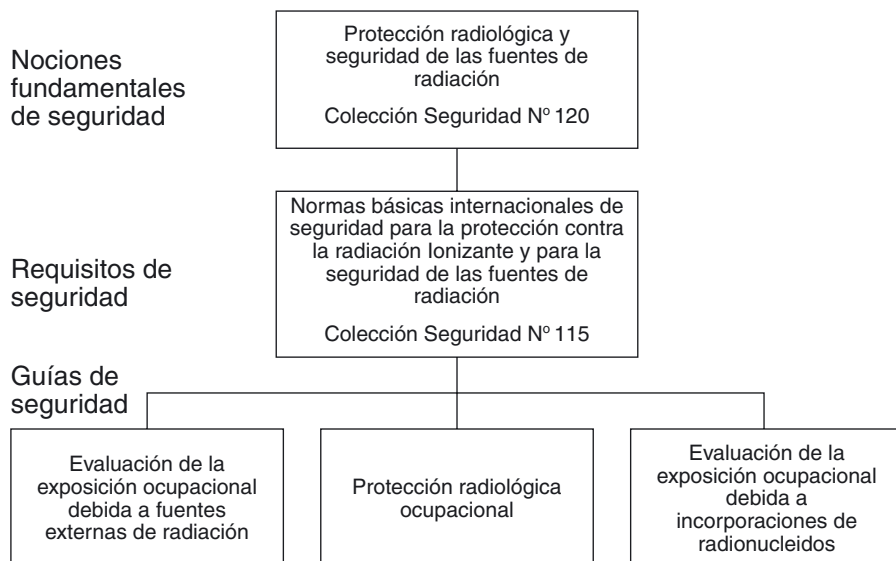 Nociones
fundamentales
de seguridad
Protección radiológica y
seguridad de las fuentes de
radiación
Colección Seguridad Nº 120
Requisitos de
seguridad
Normas básicas internacionales de
seguridad para la protección contra
la radiación Ionizante y para la
seguridad de las fuentes de
radiación
Colección Seguridad Nº 115
Guías de
seguridad
Evaluación de la
exposición ocupacional
debida a fuentes
externas de radiación
Protección radiológica
ocupacional
Evaluación de la
exposición ocupacional
debida a
incorporaciones de
radionucleidos